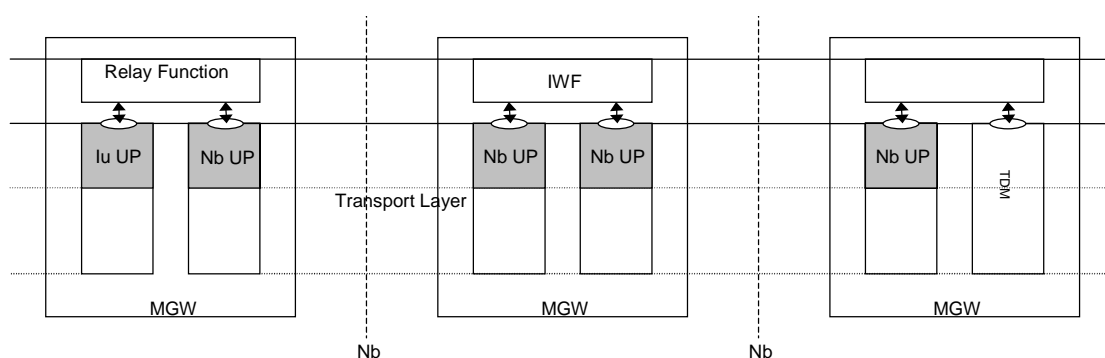 Relay Function
IWF
Iu UP
Nb UP
Nb UP
Nb UP
Nb UP
TDM
Transport Layer
MGW
MGW
MGW
Nb
Nb